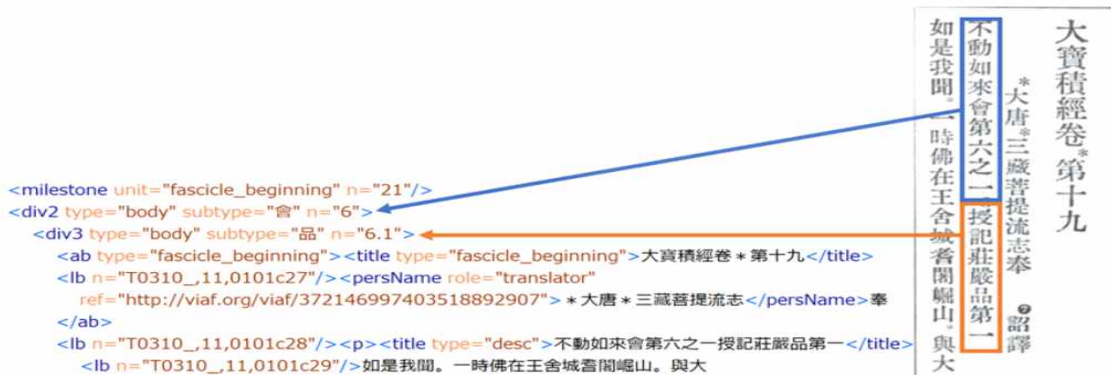 <milestone unit="fascicle_beginning" n="21"/>
<div2 type="body" subtype="會" n="6">
<div3 type="body" subtype="品" n="6.1">
<ab type="fascicle_beginning"><title type="fascicle_beginning">大寶積經卷＊第十九</title>
<lb n="T0310_,11,0101c27"/><persName role="translator"
ref="http://viaf.org/viaf/372146997403518892907">＊大唐＊三藏菩提流志</persName>奉
</ab>
<lb n="T0310_,11,0101c28"/><p><title type="desc">不動如來會第六之一授記莊嚴品第一</title>
<lb n="T0310_,11,0101c29"/>如是我聞。一時佛在王舍城耆闍崛山。與大
大寶積經卷*第十九
*大唐*三藏菩提流志奉 ❼詔譯
不動如來會第六之一授記莊嚴品第一
如是我聞。一時佛在王舍城耆闍崛山。與大